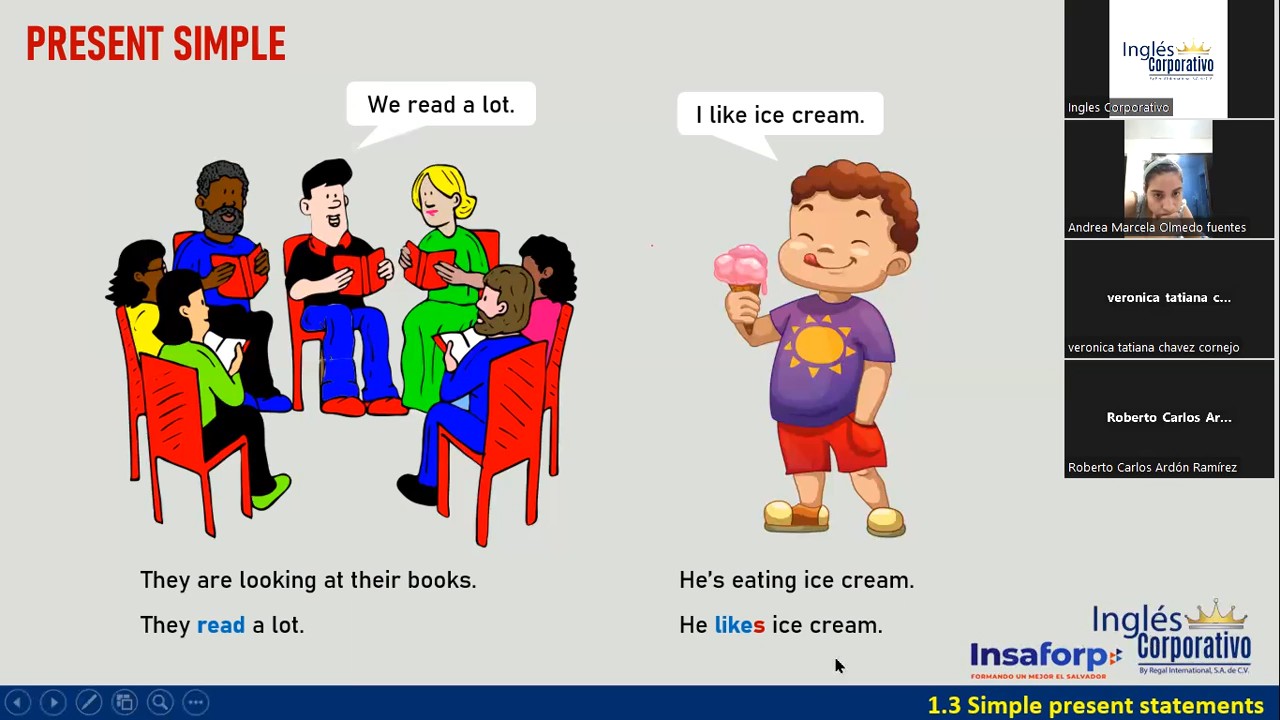 PRESENT SIMPLE
We read a lot.
I like ice cream.
They are looking at their books.
They read a lot.
He's eating ice cream.
He likes ice cream.
Inglés
Corporativo
Ingles Corporativo
Andrea Marcela Olmedo fuentes
veronica tatiana c...
veronica tatiana chavez cornejo
Roberto Carlos Ar...
Roberto Carlos Ardón Ramírez
Insaforp
FORMANDO UN MEJOR EL SALVADOR
Inglés
Corporativo
By Regal International, S.A. de C.V.
1.3 Simple present statements